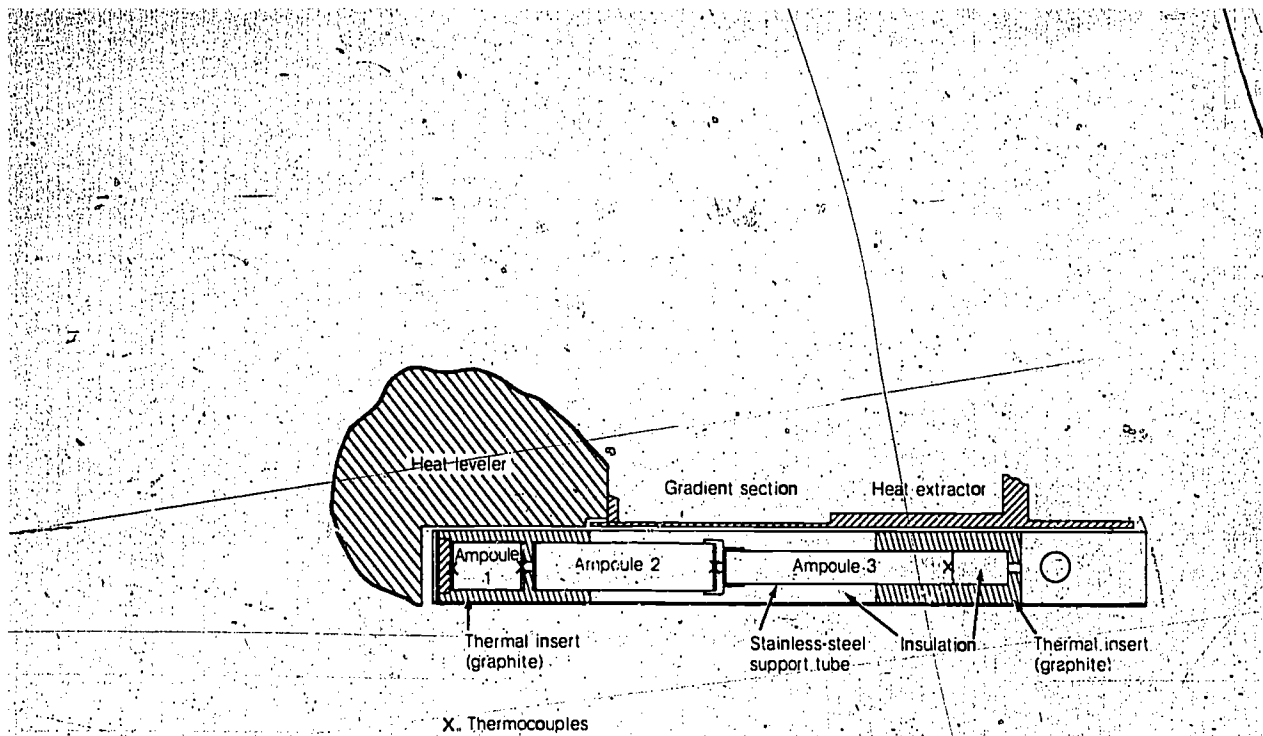 Heat leveler
Gradient section
Heat extractor
Ampoule
1
Ampoule 2
Ampoule 3
Thermal insert
(graphite)
Stainless-steel
support tube
Insulation
Thermal insert
(graphite)
X Thermocouples